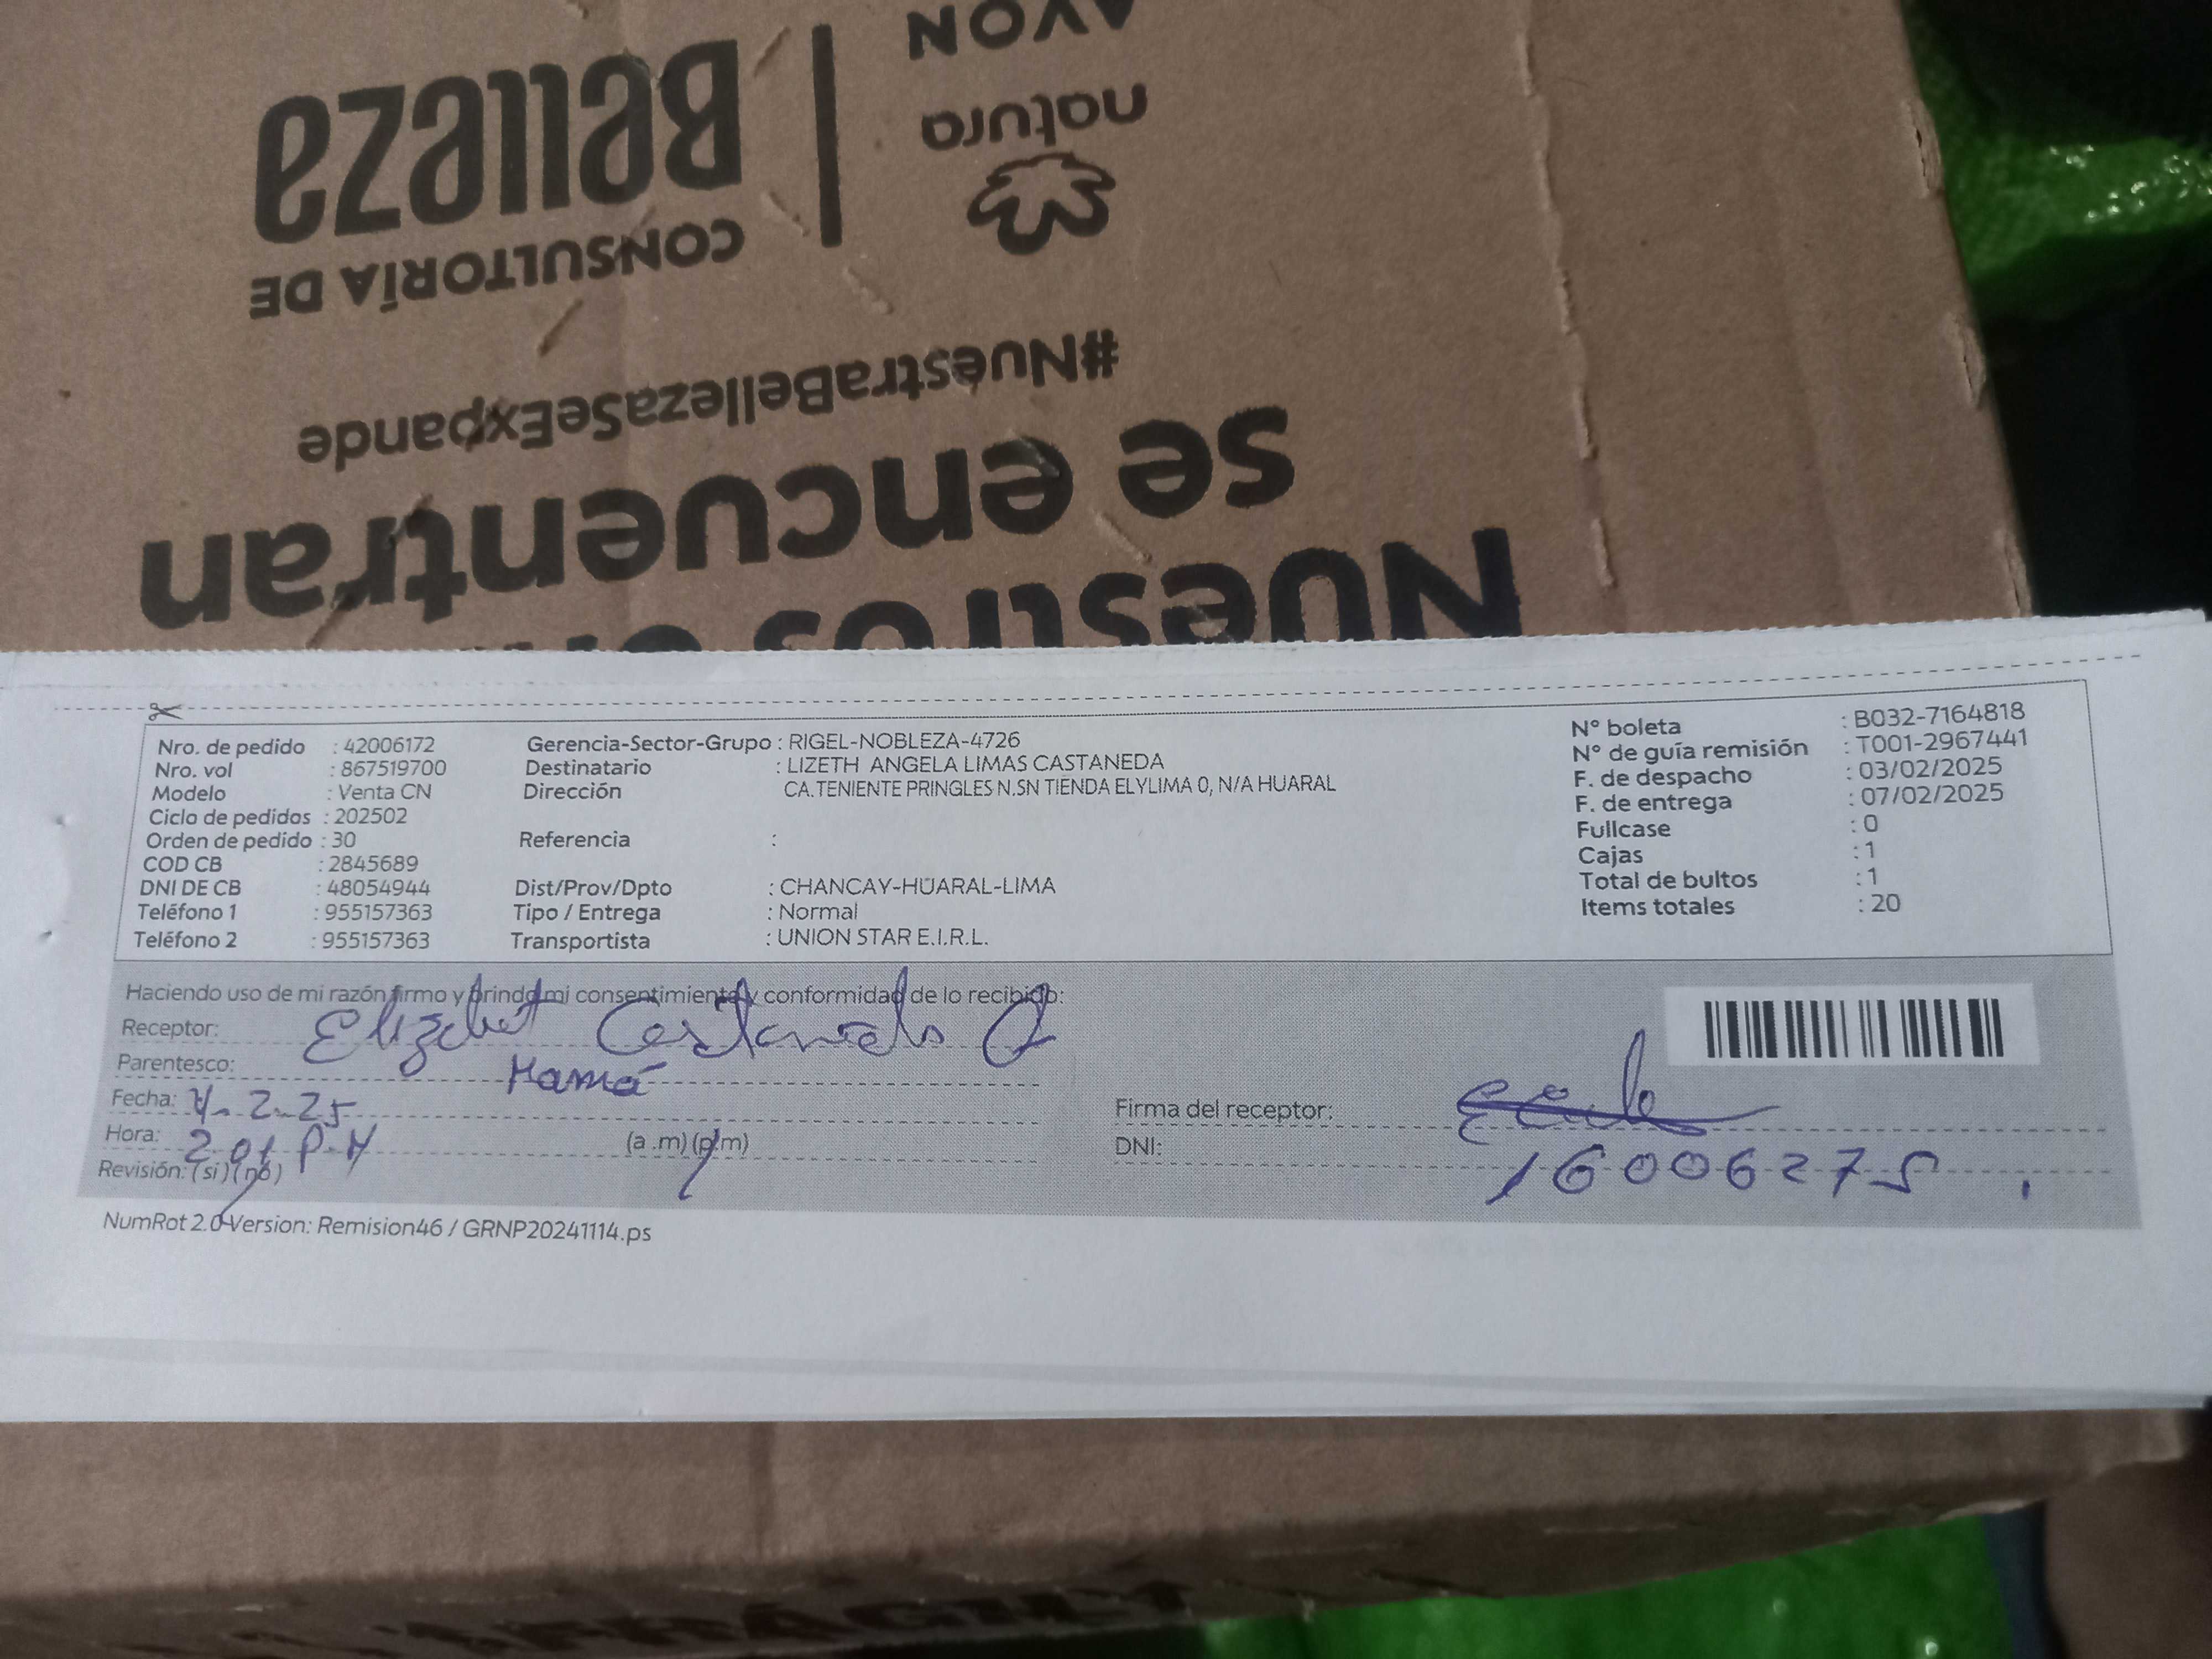 AVON
natura
CONSULTORÍA DE
Belleza
#NuestraBellezaSeExpande
se encuentran
Nuestros
Nro. de pedido : 42006172
Nro. vol : 867519700
Modelo : Venta CN
Ciclo de pedidos : 202502
Orden de pedido : 30
COD CB : 2845689
DNI DE CB : 48054944
Teléfono 1 : 955157363
Teléfono 2 : 955157363
Gerencia-Sector-Grupo : RIGEL-NOBLEZA-4726
Destinatario : LIZETH ANGELA LIMAS CASTANEDA
Dirección CA.TENIENTE PRINGLES N.SN TIENDA ELYLIMA 0, N/A HUARAL
Referencia :
Dist/Prov/Dpto : CHANCAY-HUARAL-LIMA
Tipo / Entrega : Normal
Transportista : UNION STAR E.I.R.L.
N° boleta : B032-7164818
N° de guía remisión : T001-2967441
F. de despacho : 03/02/2025
F. de entrega : 07/02/2025
Fullcase : 0
Cajas : 1
Total de bultos : 1
Items totales : 20
Haciendo uso de mi razón firmo y brindo mi consentimiento y conformidad de lo recibido:
Receptor: Elizabet Castañeda
Parentesco: Mamá
Fecha: 2-25
Hora: 2 01 P.M (a .m) (p.m)
Revisión: (si) (no)
Firma del receptor:
DNI: 16006275
NumRot 2.0 Version: Remision46 / GRNP20241114.ps
FRÁGIL